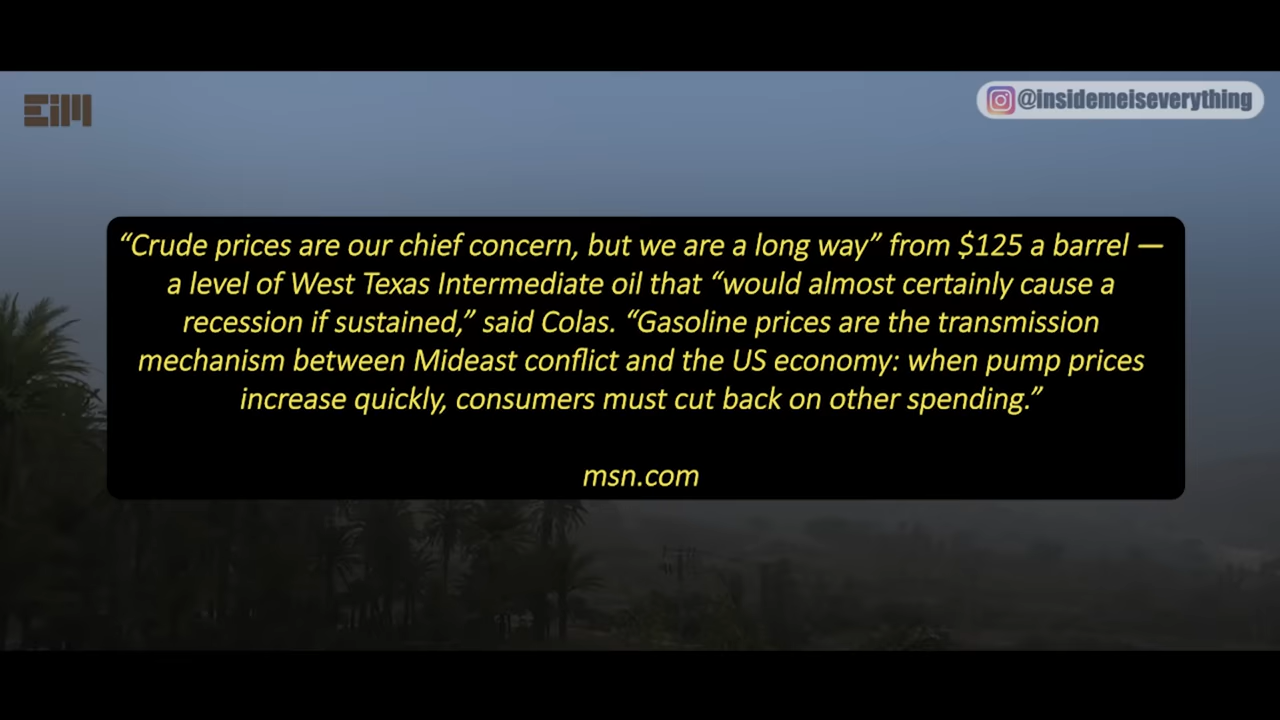 EiM
@insidemeiseverything
“Crude prices are our chief concern, but we are a long way” from $125 a barrel —
a level of West Texas Intermediate oil that “would almost certainly cause a
recession if sustained,” said Colas. “Gasoline prices are the transmission
mechanism between Mideast conflict and the US economy: when pump prices
increase quickly, consumers must cut back on other spending.”
msn.com